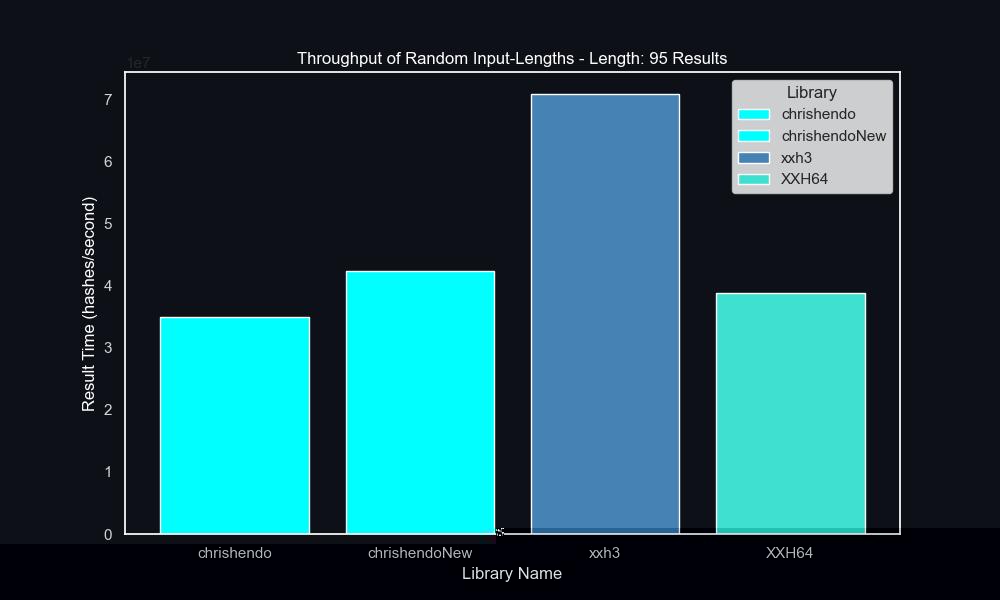 Throughput of Random Input-Lengths - Length: 95 Results
1e7
7
6
5
4
3
2
1
0
Result Time (hashes/second)
Library
chrishendo
chrishendoNew
xxh3
XXH64
chrishendo
chrishendoNew
xxh3
XXH64
Library Name